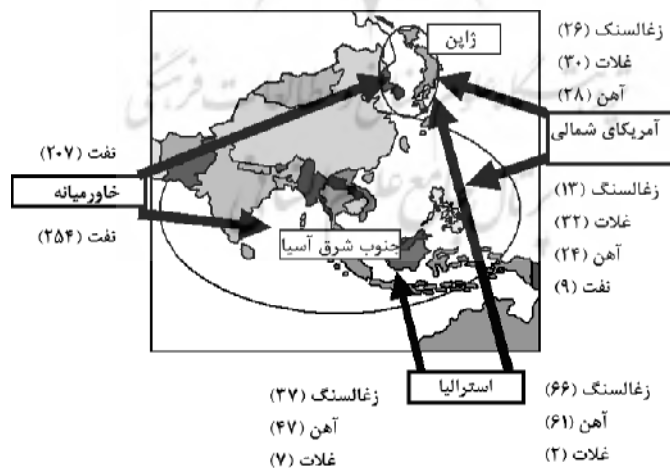 ژاپن
زغالسنک (۲۶)
غلات (۳۰)
آهن (۲۸)
آمریکای شمالی
زغالسنگ (۱۳)
غلات (۳۲)
آهن (۲۴)
نفت (۹)
نفت (۲۰۷)
خاورمیانه
نفت (۲۵۴)
جنوب شرق آسیا
استرالیا
زغالسنگ (۶۶)
آهن (۶۱)
غلات (۲)
زغالسنگ (۳۷)
آهن (۴۷)
غلات (۷)